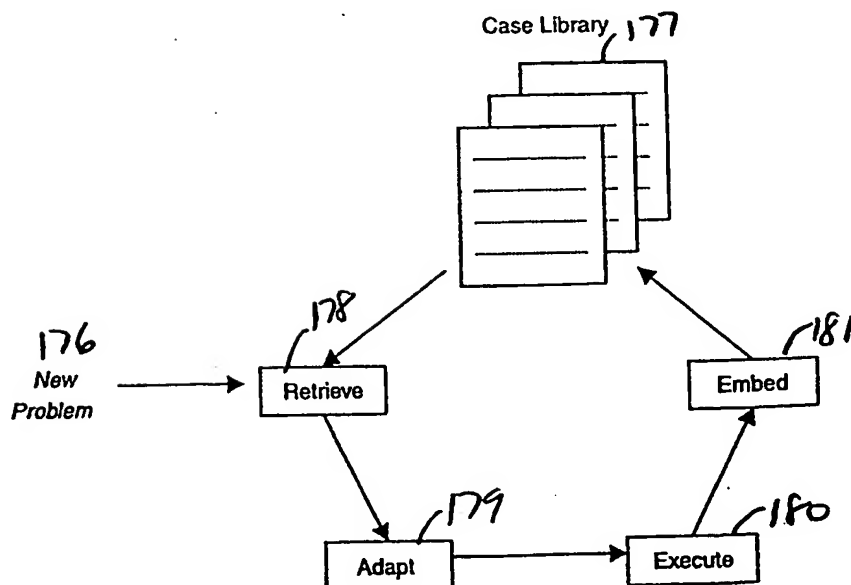 Case Library 177
178
176
New
Problem
Retrieve
181
Embed
179
Adapt
180
Execute